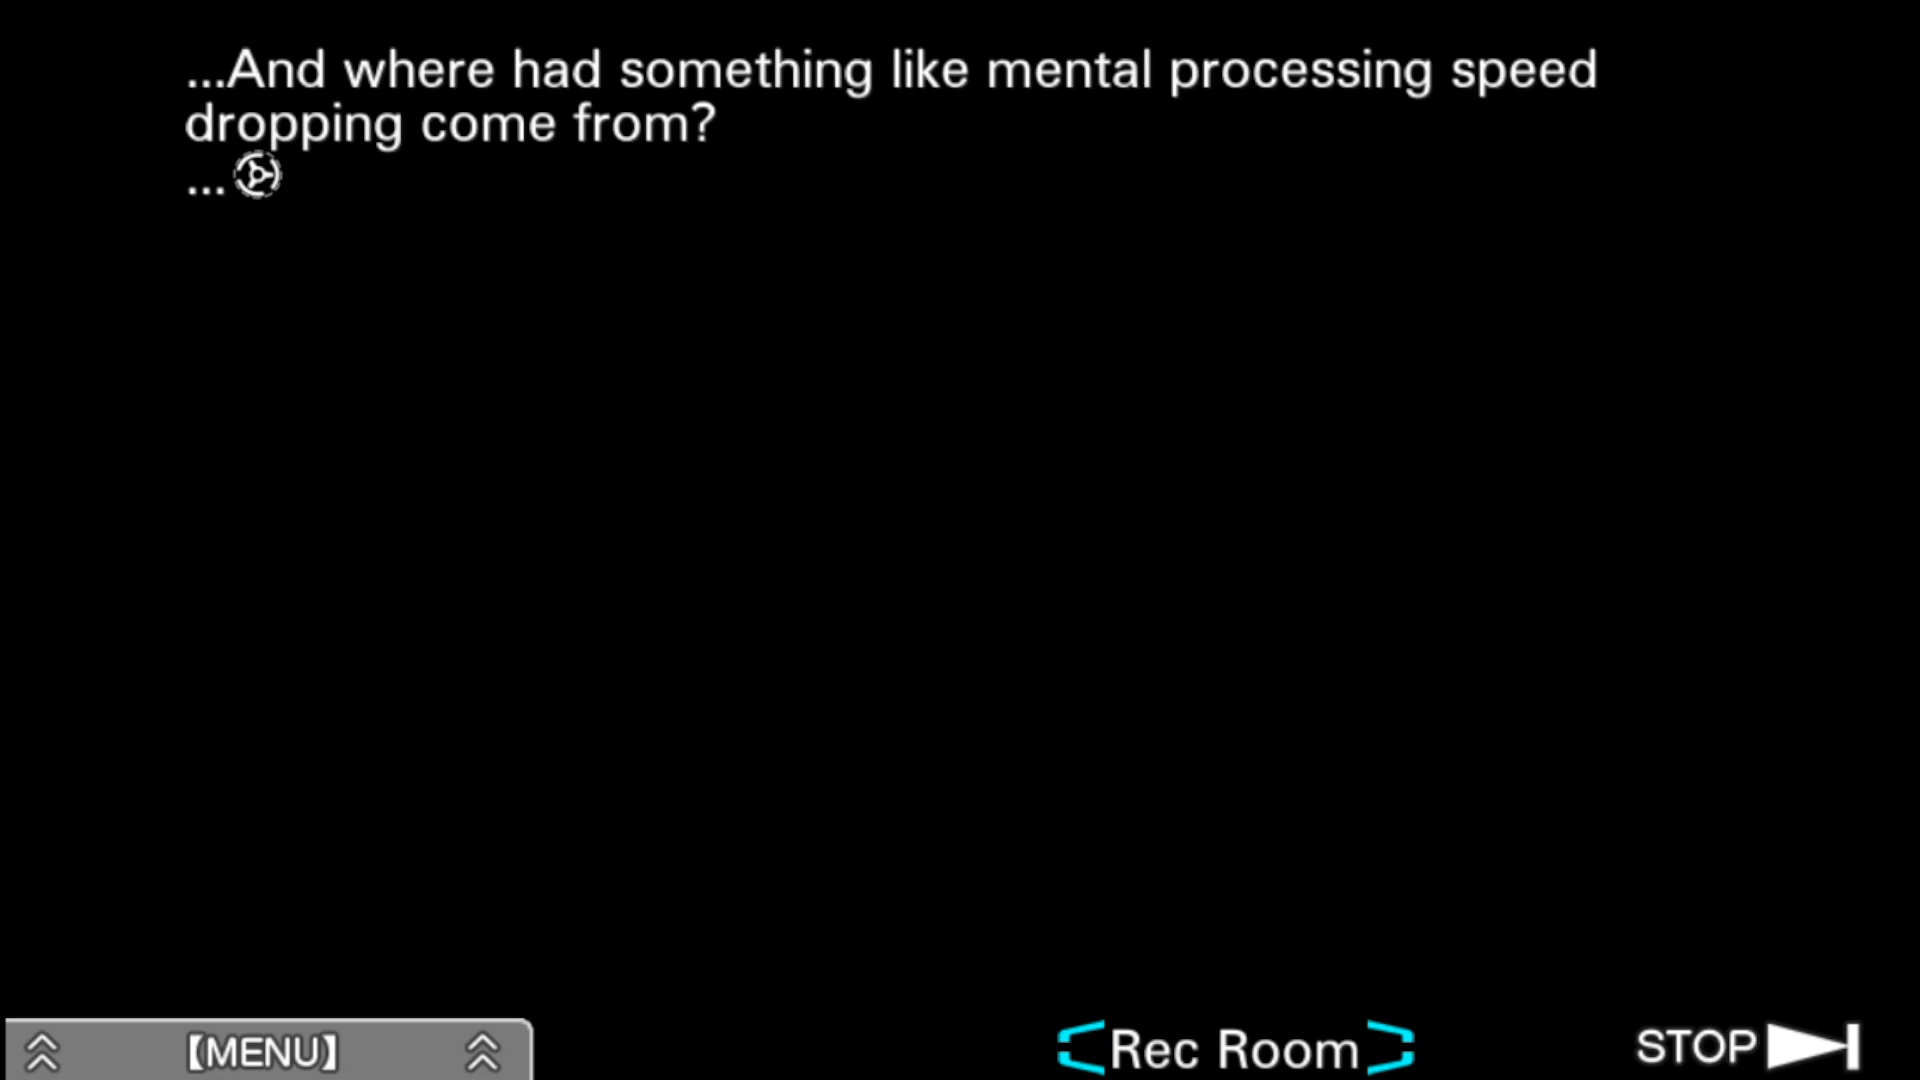 ...And where had something like mental processing speed
dropping come from?
...
【MENU】
Rec Room
STOP